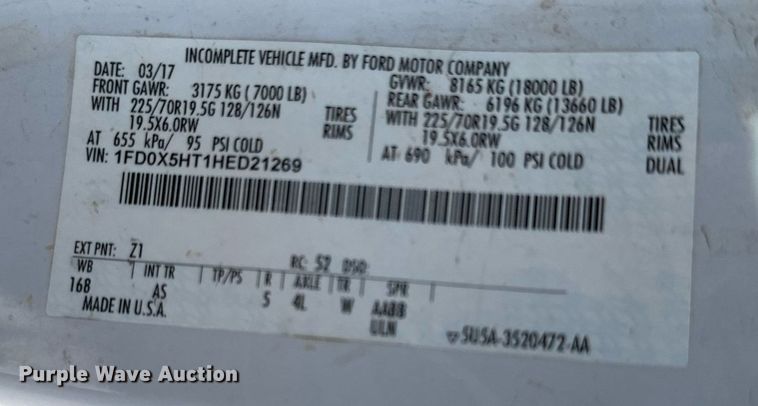 INCOMPLETE VEHICLE MFD. BY FORD MOTOR COMPANY
DATE: 03/17 GVWR: 8165 KG (18000 LB)
FRONT GAWR: 3175 KG (7000 LB) REAR GAWR: 6196 KG (13660 LB)
WITH 225/70R19.5G 128/126N TIRES WITH 225/70R19.5G 128/126N TIRES
19.5X6.0RW RIMS 19.5X6.0RW RIMS
AT 655 kPa/ 95 PSI COLD AT 690 kPa/ 100 PSI COLD DUAL
VIN: 1FD0X5HT1HED21269
EXT PNT: Z1 RC: 52 DSO:
WB INT TR TP/PS R AXLE TR SPR
168 AS 5 4L W AABB
MADE IN U.S.A. ULN
5U5A-3520472-AA
Purple Wave Auction